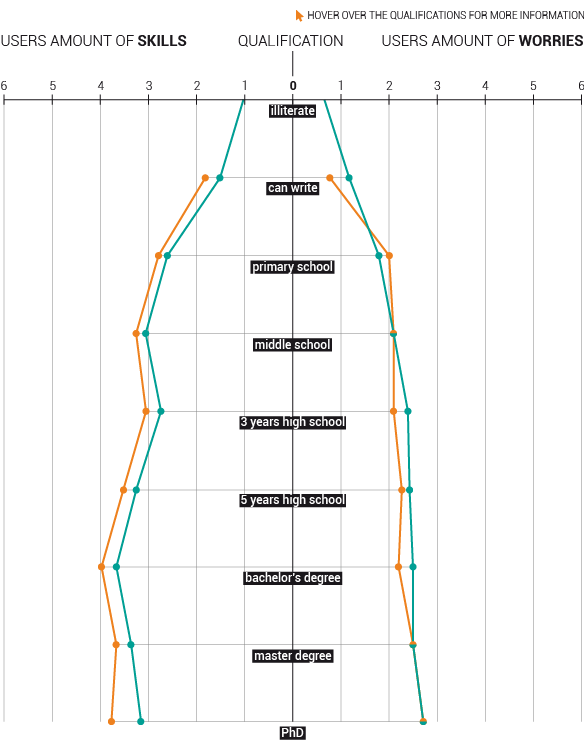 HOVER OVER THE QUALIFICATIONS FOR MORE INFORMATION
USERS AMOUNT OF SKILLS QUALIFICATION USERS AMOUNT OF WORRIES
6 5 4 3 2 1 0 1 2 3 4 5 6
illiterate
can write
primary school
middle school
3 years high school
5 years high school
bachelor's degree
master degree
PhD